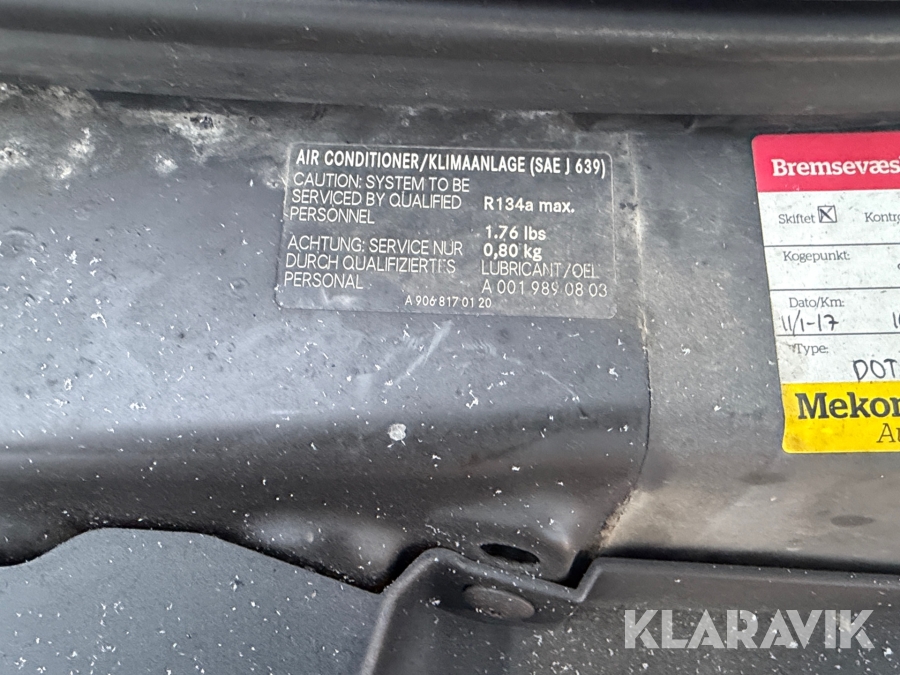 AIR CONDITIONER/KLIMAANLAGE (SAE J 639)
CAUTION: SYSTEM TO BE
SERVICED BY QUALIFIED
PERSONNEL
R134a max.
1.76 lbs
0,80 kg
ACHTUNG: SERVICE NUR
DURCH QUALIFIZIERTES
PERSONAL
LUBRICANT/OEL
A 001 989 08 03
A 906 817 01 20
Bremsevæs
Skiftet Kontr
Kogepunkt:
Dato/Km:
11/1-17
Type:
DOT
Mekon
KLARAVIK